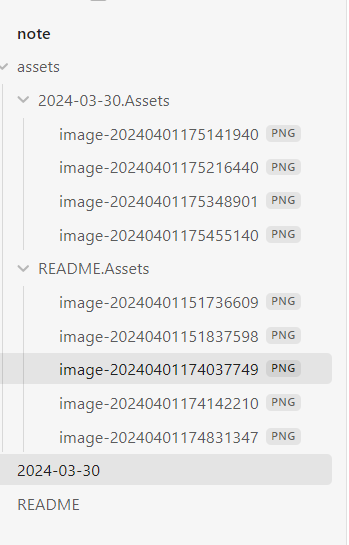 note
assets
2024-03-30.Assets
image-20240401175141940 PNG
image-20240401175216440 PNG
image-20240401175348901 PNG
image-20240401175455140 PNG
README.Assets
image-20240401151736609 PNG
image-20240401151837598 PNG
image-20240401174037749 PNG
image-20240401174142210 PNG
image-20240401174831347 PNG
2024-03-30
README